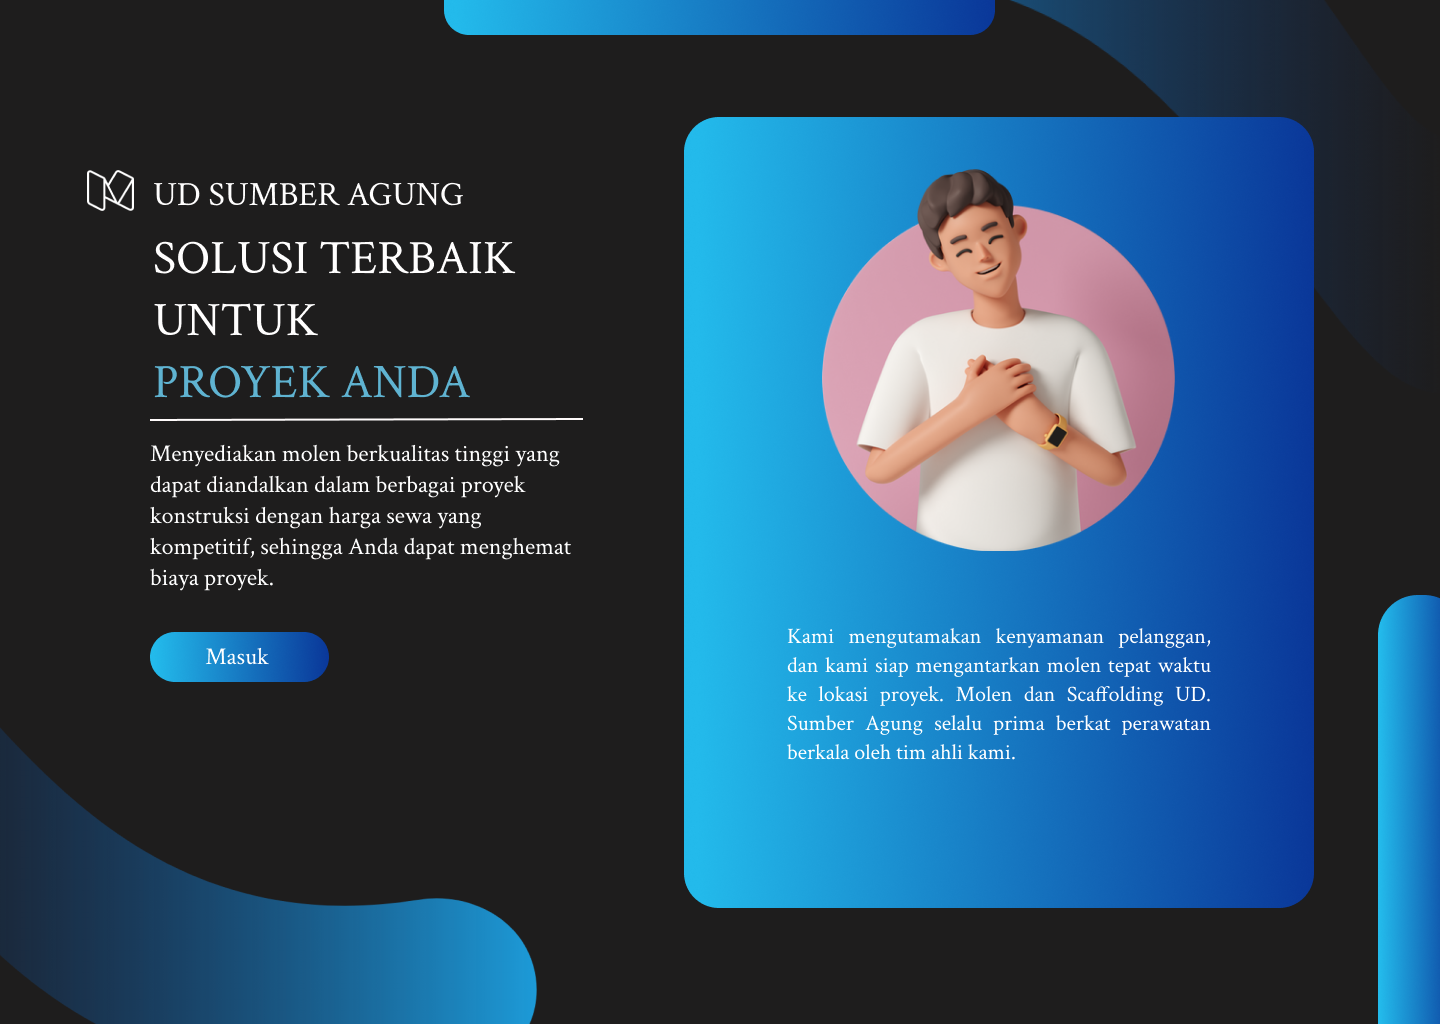 UD SUMBER AGUNG
SOLUSI TERBAIK
UNTUK
PROYEK ANDA
Menyediakan molen berkualitas tinggi yang
dapat diandalkan dalam berbagai proyek
konstruksi dengan harga sewa yang
kompetitif, sehingga Anda dapat menghemat
biaya proyek.
Masuk
Kami mengutamakan kenyamanan pelanggan,
dan kami siap mengantarkan molen tepat waktu
ke lokasi proyek. Molen dan Scaffolding UD.
Sumber Agung selalu prima berkat perawatan
berkala oleh tim ahli kami.